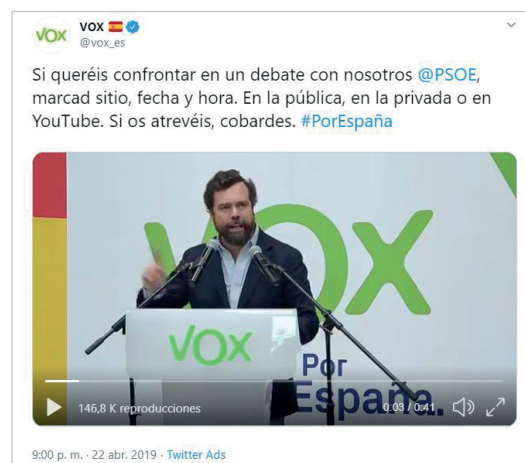 VOX
VOX
@vox_es
Si queréis confrontar en un debate con nosotros @PSOE,
marcad sitio, fecha y hora. En la pública, en la privada o en
YouTube. Si os atrevéis, cobardes. #PorEspaña
VOX
VOX
Por
España.
146,8 K reproducciones
0:03 / 0:41
9:00 p. m. · 22 abr. 2019 · Twitter Ads